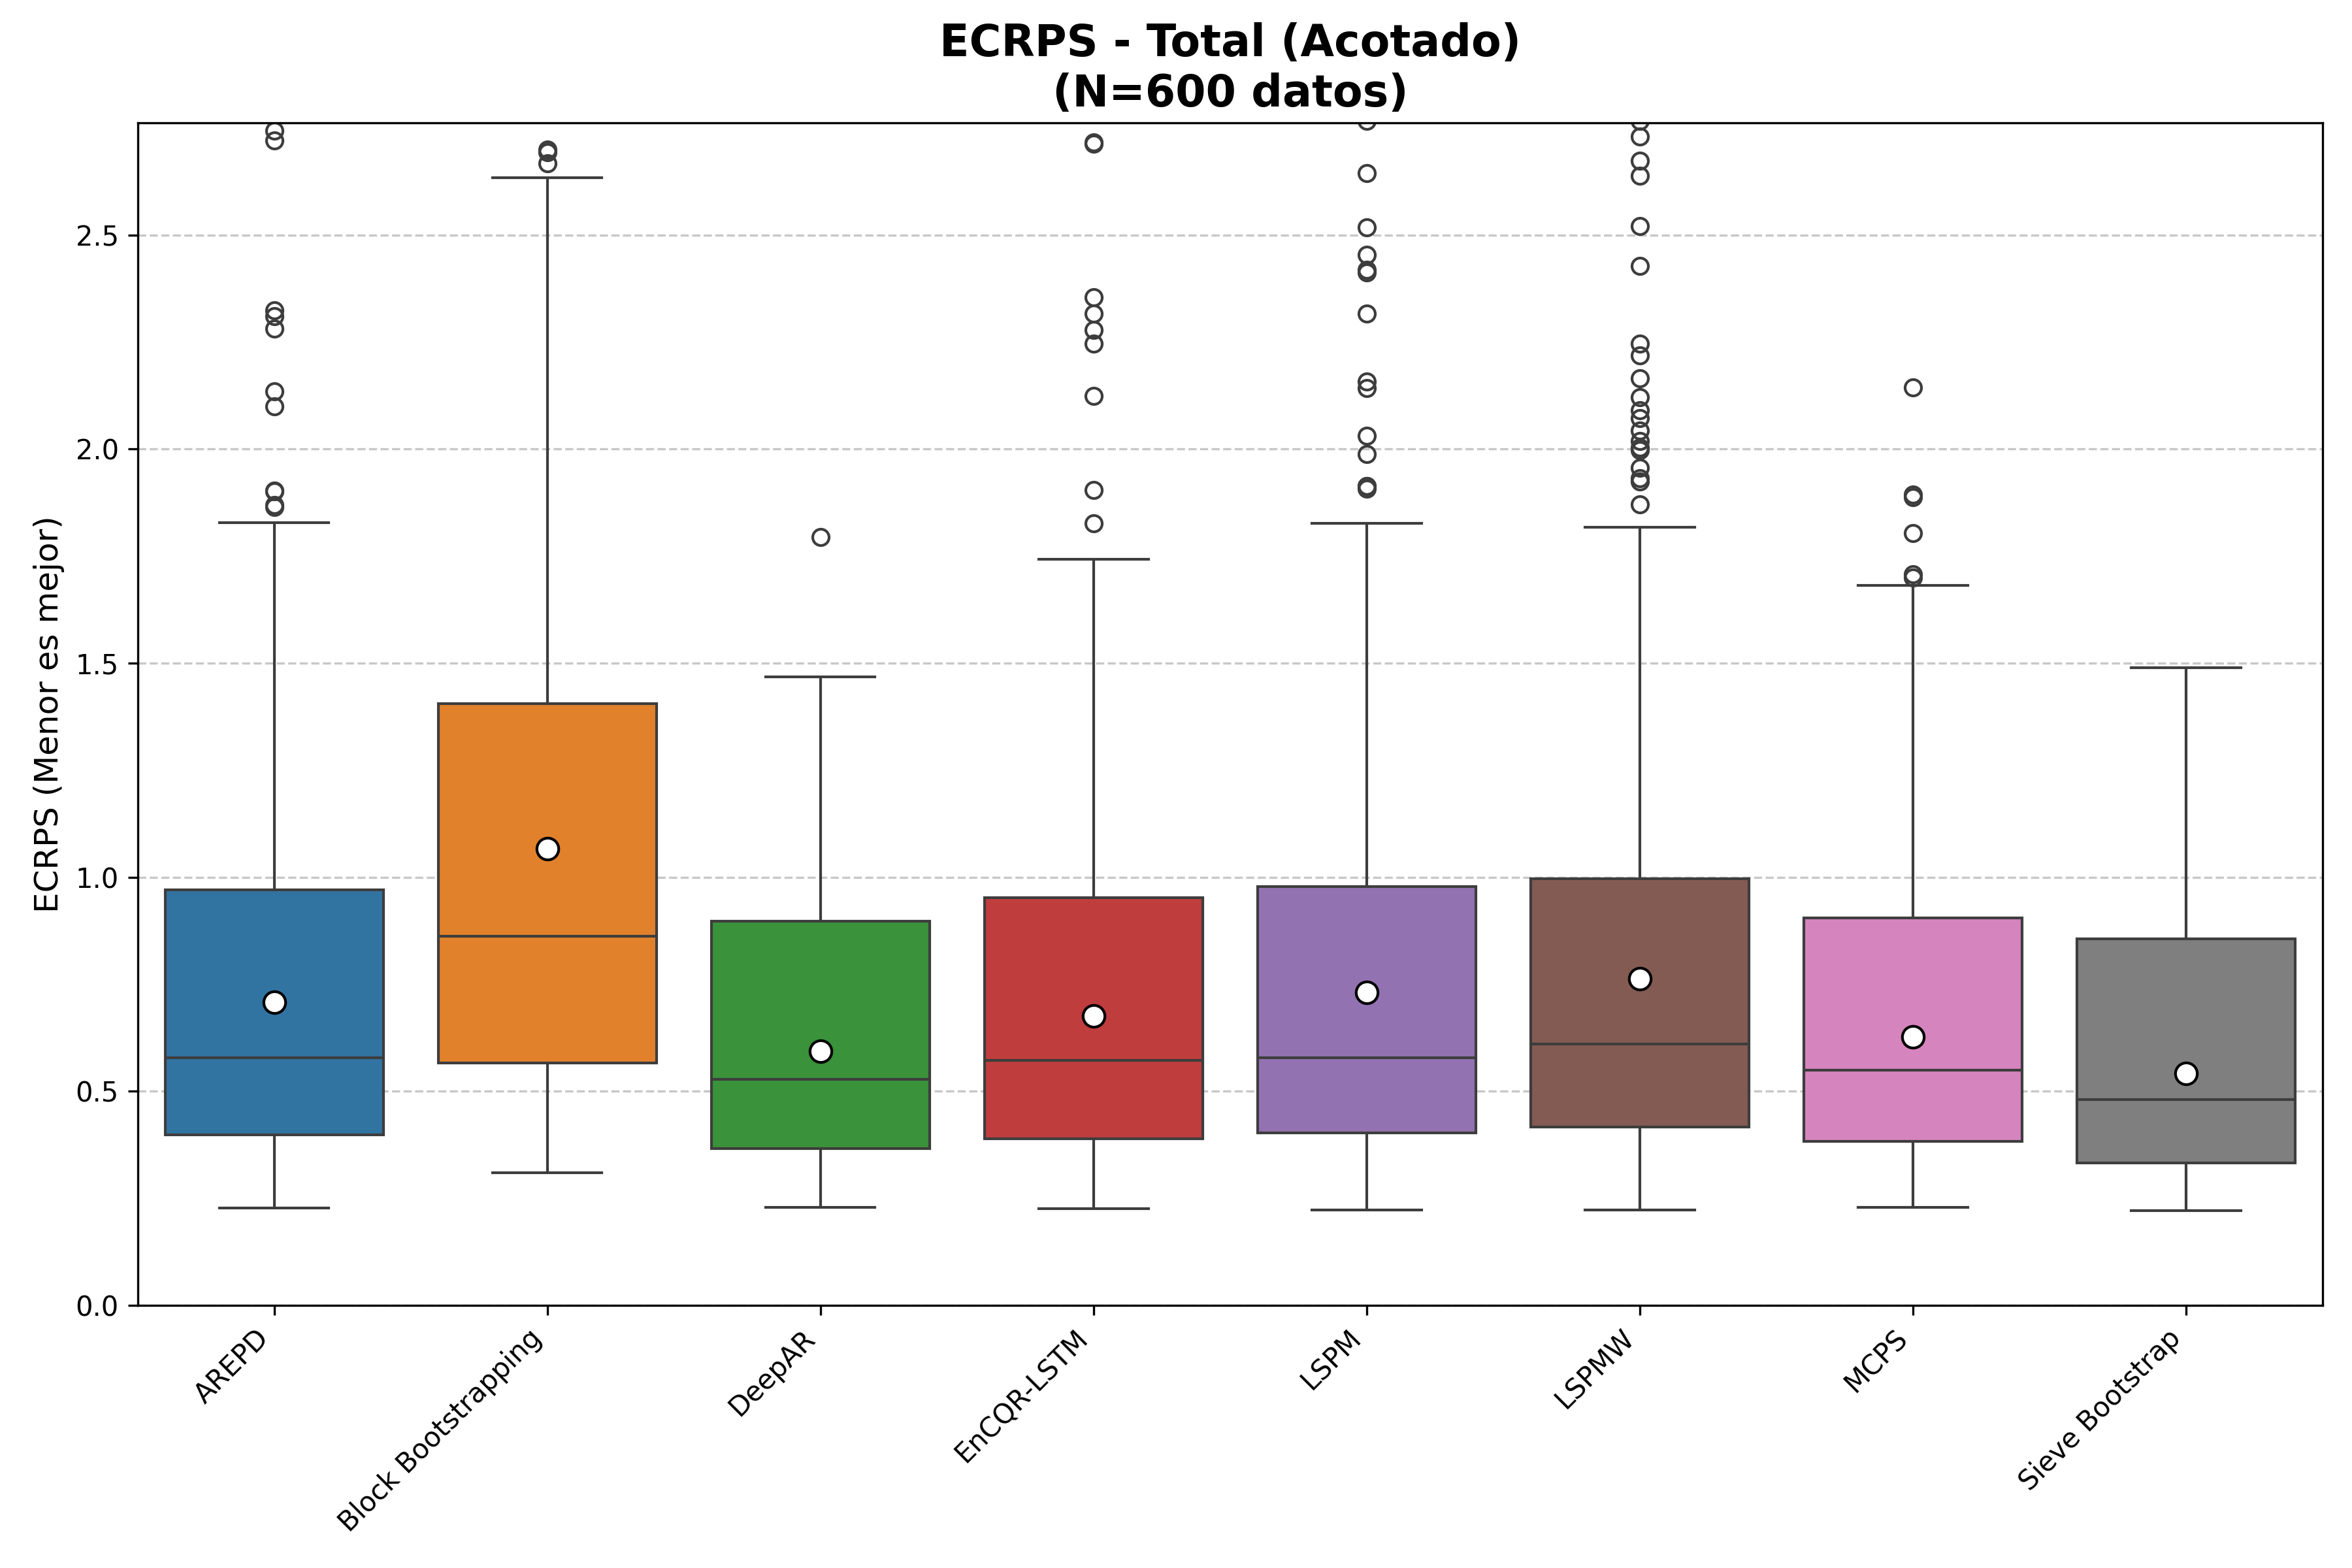 ECRPS - Total (Acotado)
(N=600 datos)
ECRPS (Menor es mejor)
2.5
2.0
1.5
1.0
0.5
0.0
AREPD
Block Bootstrapping
DeepAR
EnCQR-LSTM
LSPM
LSPMW
MCPS
Sieve Bootstrap